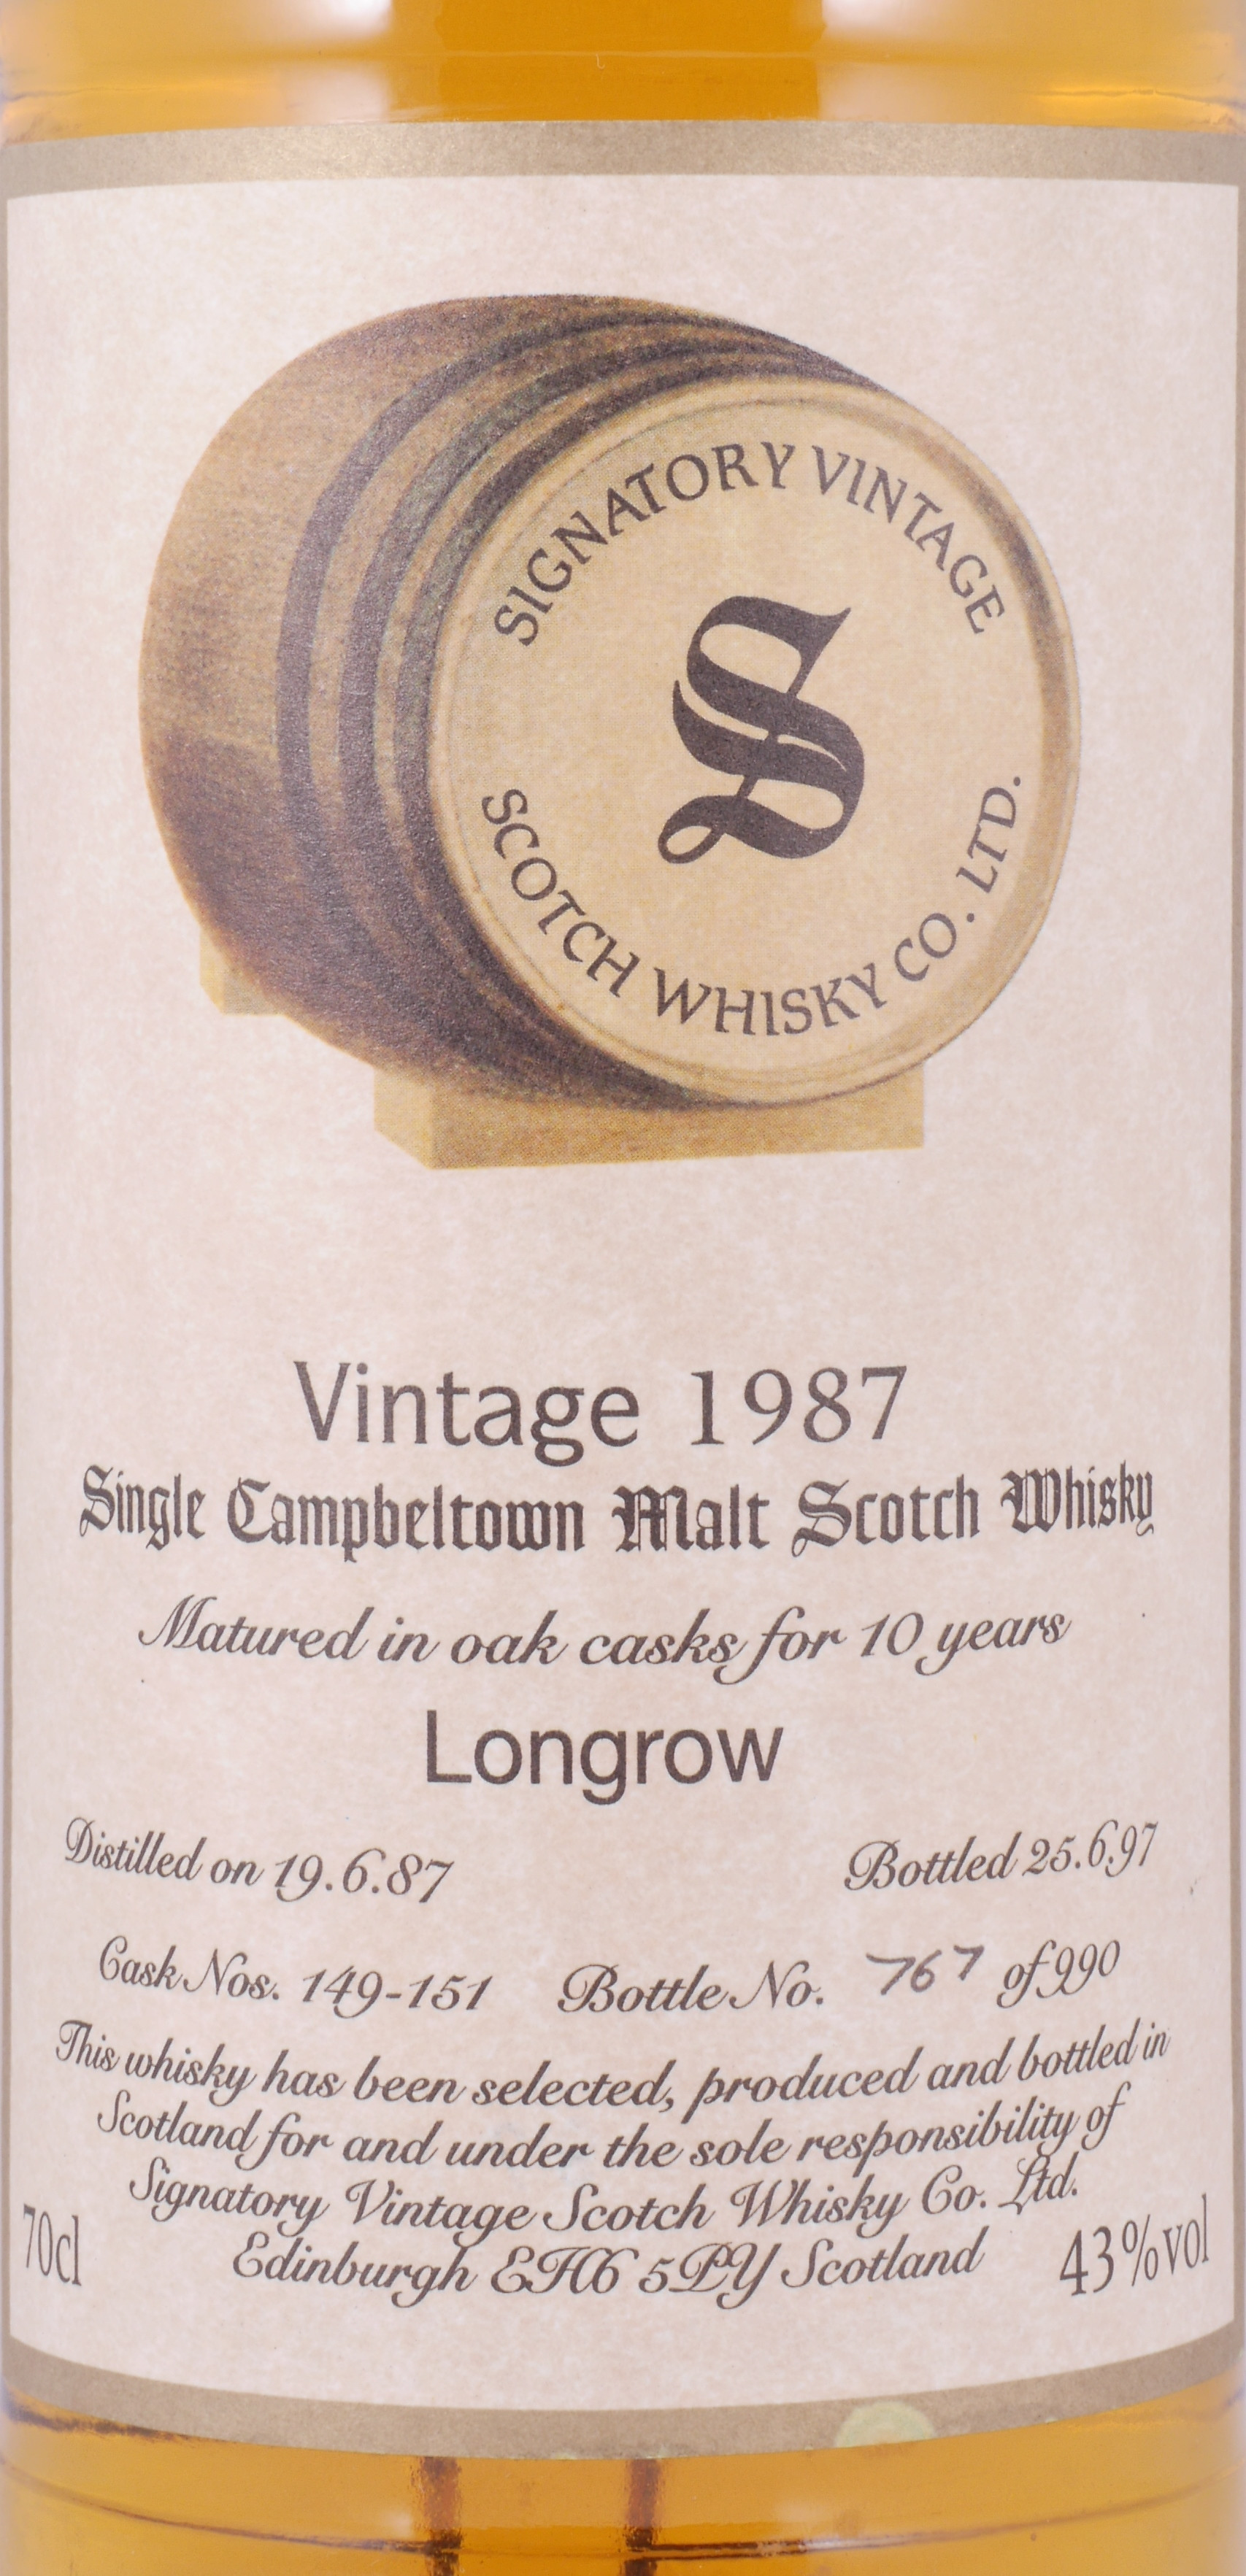 SIGNATORY VINTAGE
S
SCOTCH WHISKY CO. LTD.
Vintage 1987
Single Campbeltown Malt Scotch Whisky
Matured in oak casks for 10 years
Longrow
Distilled on 19.6.87 Bottled 25.6.97
Cask Nos. 149-151 Bottle No. 767 of 990
This whisky has been selected, produced and bottled in
Scotland for and under the sole responsibility of
Signatory Vintage Scotch Whisky Co. Ltd.
70cl Edinburgh EH6 5PY Scotland 43%vol